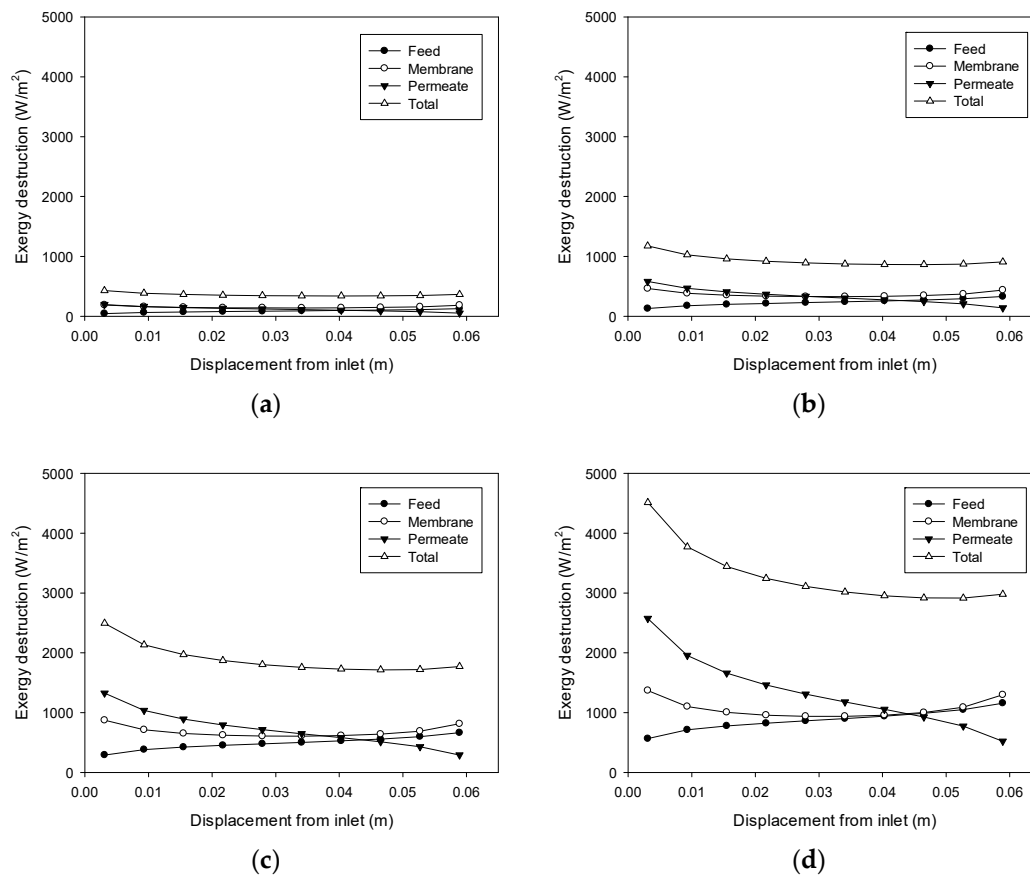 5000
4000
3000
2000
1000
0
Exergy destruction (W/m²)
Feed
Membrane
Permeate
Total
0.00 0.01 0.02 0.03 0.04 0.05 0.06
Displacement from inlet (m)
(a)
5000
4000
3000
2000
1000
0
Exergy destruction (W/m²)
Feed
Membrane
Permeate
Total
0.00 0.01 0.02 0.03 0.04 0.05 0.06
Displacement from inlet (m)
(b)
5000
4000
3000
2000
1000
0
Exergy destruction (W/m²)
Feed
Membrane
Permeate
Total
0.00 0.01 0.02 0.03 0.04 0.05 0.06
Displacement from inlet (m)
(c)
5000
4000
3000
2000
1000
0
Exergy destruction (W/m²)
Feed
Membrane
Permeate
Total
0.00 0.01 0.02 0.03 0.04 0.05 0.06
Displacement from inlet (m)
(d)